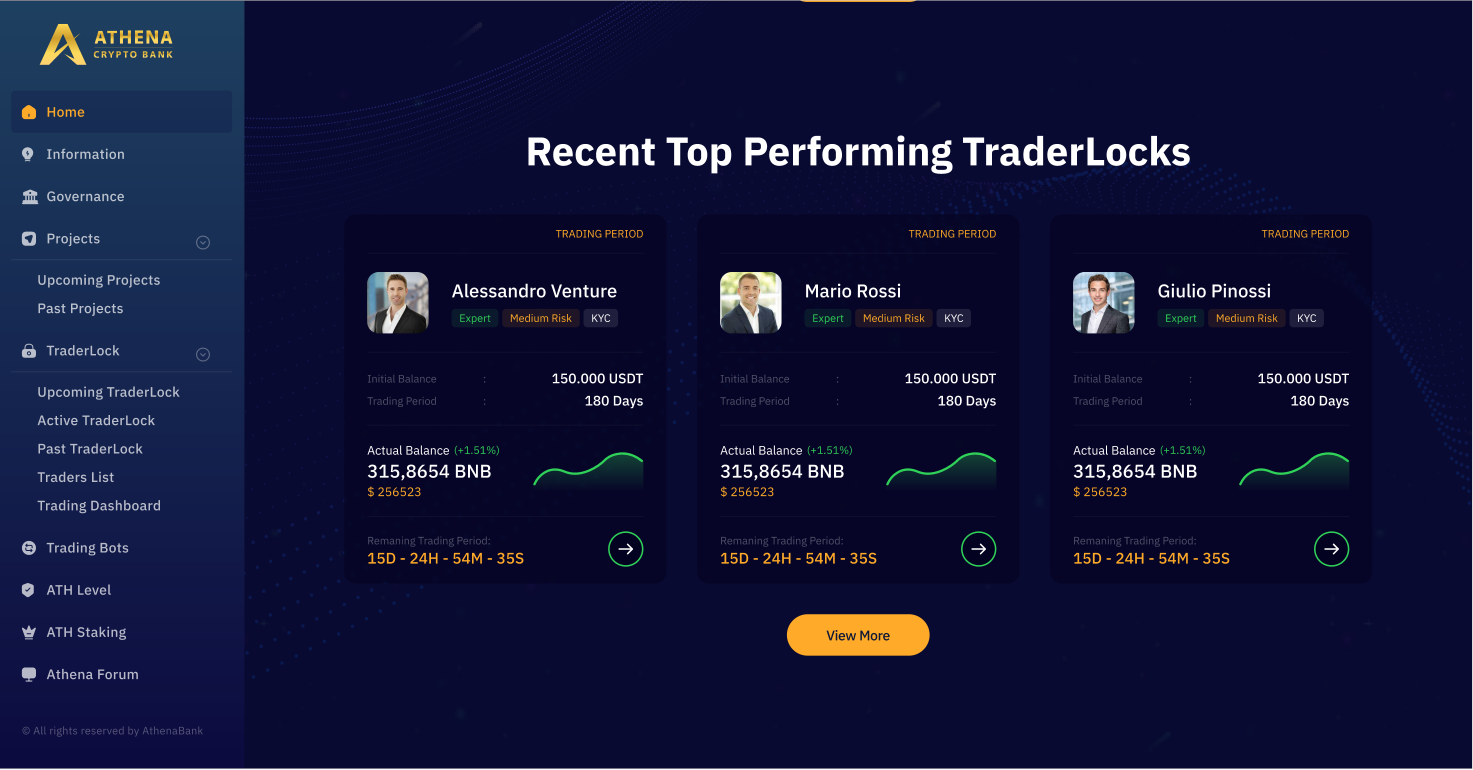 ATHENA
CRYPTO BANK
Home
Information
Governance
Projects
Upcoming Projects
Past Projects
TraderLock
Upcoming TraderLock
Active TraderLock
Past TraderLock
Traders List
Trading Dashboard
Trading Bots
ATH Level
ATH Staking
Athena Forum
© All rights reserved by AthenaBank
Recent Top Performing TraderLocks
TRADING PERIOD
Alessandro Venture
Expert Medium Risk KYC
Initial Balance : 150.000 USDT
Trading Period : 180 Days
Actual Balance (+1.51%)
315,8654 BNB
$ 256523
Remaning Trading Period:
15D - 24H - 54M - 35S
TRADING PERIOD
Mario Rossi
Expert Medium Risk KYC
Initial Balance : 150.000 USDT
Trading Period : 180 Days
Actual Balance (+1.51%)
315,8654 BNB
$ 256523
Remaning Trading Period:
15D - 24H - 54M - 35S
TRADING PERIOD
Giulio Pinossi
Expert Medium Risk KYC
Initial Balance : 150.000 USDT
Trading Period : 180 Days
Actual Balance (+1.51%)
315,8654 BNB
$ 256523
Remaning Trading Period:
15D - 24H - 54M - 35S
View More